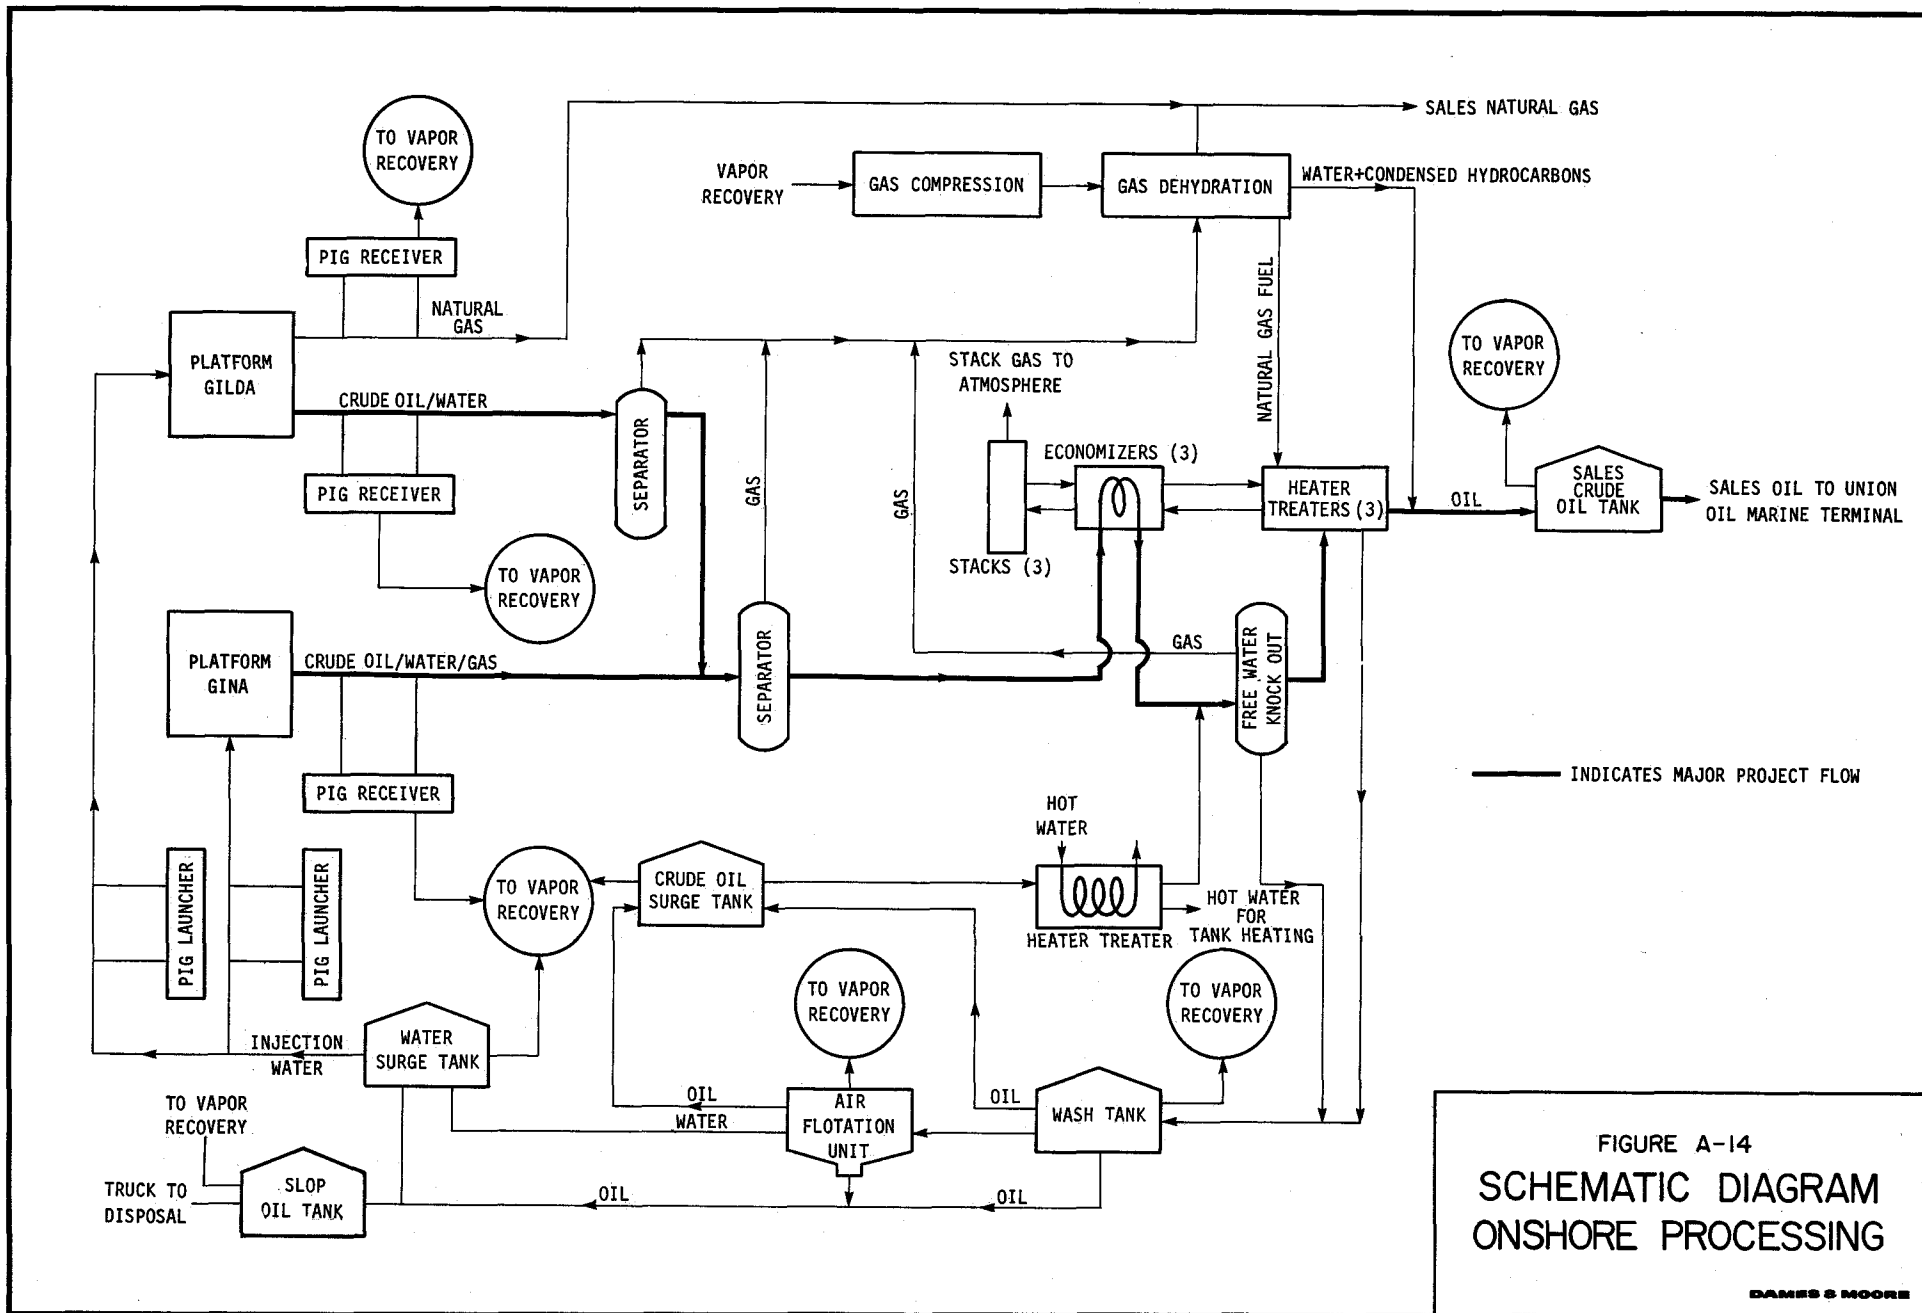 TO VAPOR
RECOVERY
SALES NATURAL GAS
VAPOR
RECOVERY
GAS COMPRESSION
GAS DEHYDRATION
WATER+CONDENSED HYDROCARBONS
PIG RECEIVER
NATURAL
GAS
NATURAL GAS FUEL
PLATFORM
GILDA
CRUDE OIL/WATER
SEPARATOR
GAS
GAS
STACK GAS TO
ATMOSPHERE
STACKS (3)
ECONOMIZERS (3)
HEATER
TREATERS (3)
OIL
TO VAPOR
RECOVERY
SALES
CRUDE
OIL TANK
SALES OIL TO UNION
OIL MARINE TERMINAL
PIG RECEIVER
TO VAPOR
RECOVERY
PLATFORM
GINA
CRUDE OIL/WATER/GAS
SEPARATOR
GAS
FREE WATER
KNOCK OUT
INDICATES MAJOR PROJECT FLOW
PIG RECEIVER
HOT
WATER
PIG LAUNCHER
PIG LAUNCHER
TO VAPOR
RECOVERY
CRUDE OIL
SURGE TANK
HEATER TREATER
HOT WATER
FOR
TANK HEATING
TO VAPOR
RECOVERY
TO VAPOR
RECOVERY
INJECTION
WATER
WATER
SURGE TANK
OIL
WATER
AIR
FLOTATION
UNIT
OIL
WASH TANK
TO VAPOR
RECOVERY
TRUCK TO
DISPOSAL
SLOP
OIL TANK
OIL
OIL
FIGURE A-14
SCHEMATIC DIAGRAM
ONSHORE PROCESSING
DAMES & MOORE